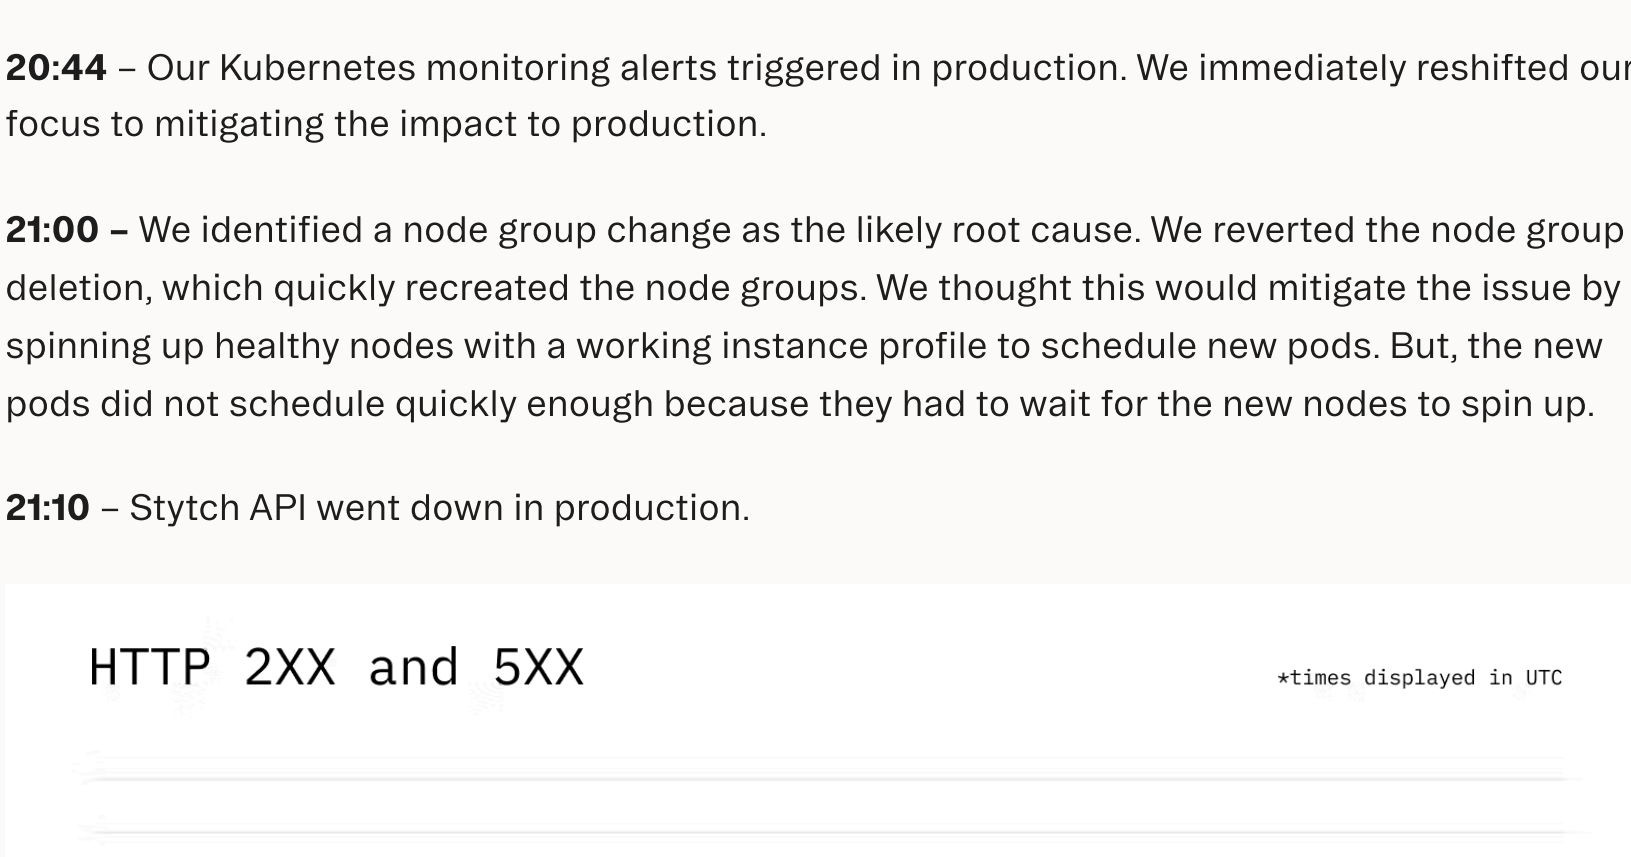 20:44 – Our Kubernetes monitoring alerts triggered in production. We immediately reshifted our
focus to mitigating the impact to production.
21:00 – We identified a node group change as the likely root cause. We reverted the node group
deletion, which quickly recreated the node groups. We thought this would mitigate the issue by
spinning up healthy nodes with a working instance profile to schedule new pods. But, the new
pods did not schedule quickly enough because they had to wait for the new nodes to spin up.
21:10 – Stytch API went down in production.
HTTP 2XX and 5XX
*times displayed in UTC